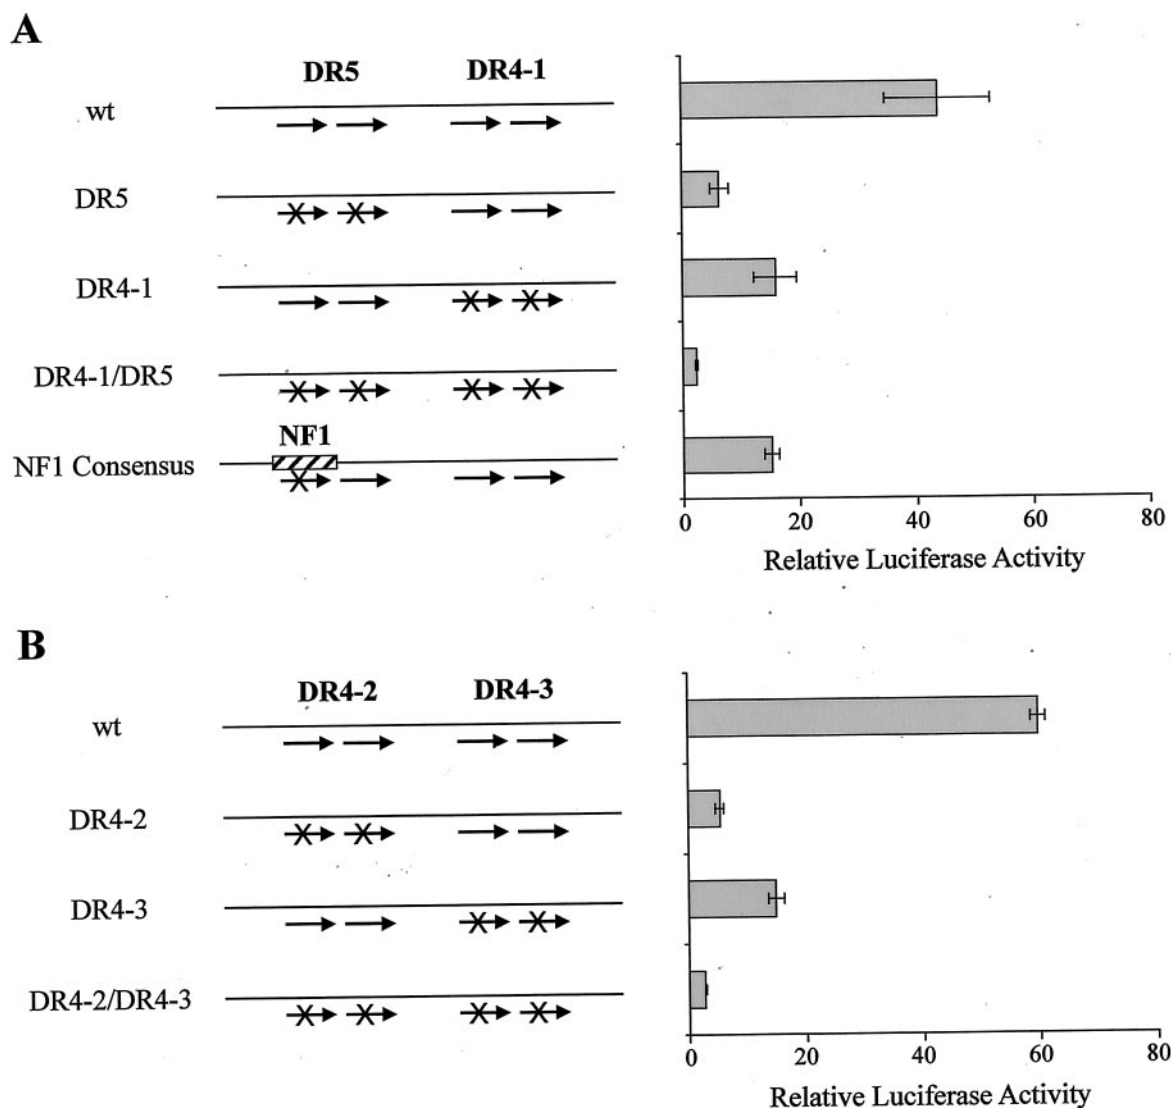 A
DR5 DR4-1
wt
DR5
DR4-1
DR4-1/DR5
NF1
NF1 Consensus
0 20 40 60 80
Relative Luciferase Activity
B
DR4-2 DR4-3
wt
DR4-2
DR4-3
DR4-2/DR4-3
0 20 40 60 80
Relative Luciferase Activity